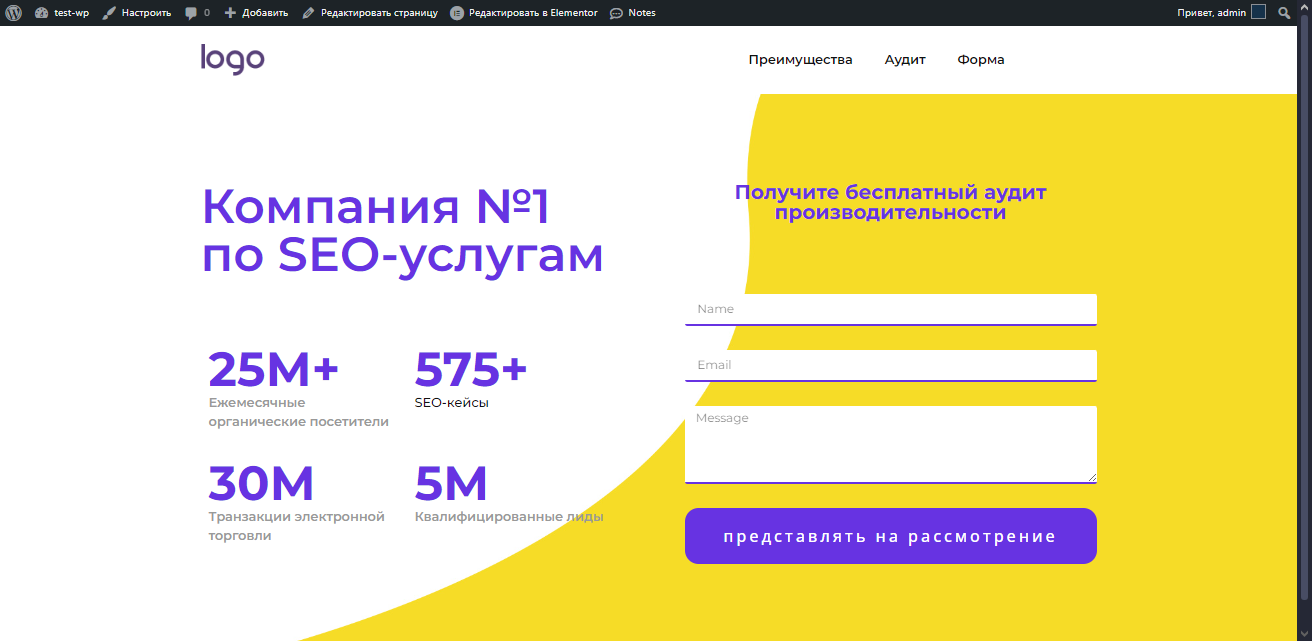 test-wp Настроить 0 Добавить Редактировать страницу Редактировать в Elementor Notes Привет, admin
logo Преимущества Аудит Форма
Компания №1
по SEO-услугам
25M+ 575+
Ежемесячные SEO-кейсы
органические посетители
30M 5M
Транзакции электронной Квалифицированные лиды
торговли
Получите бесплатный аудит
производительности
Name
Email
Message
представлять на рассмотрение